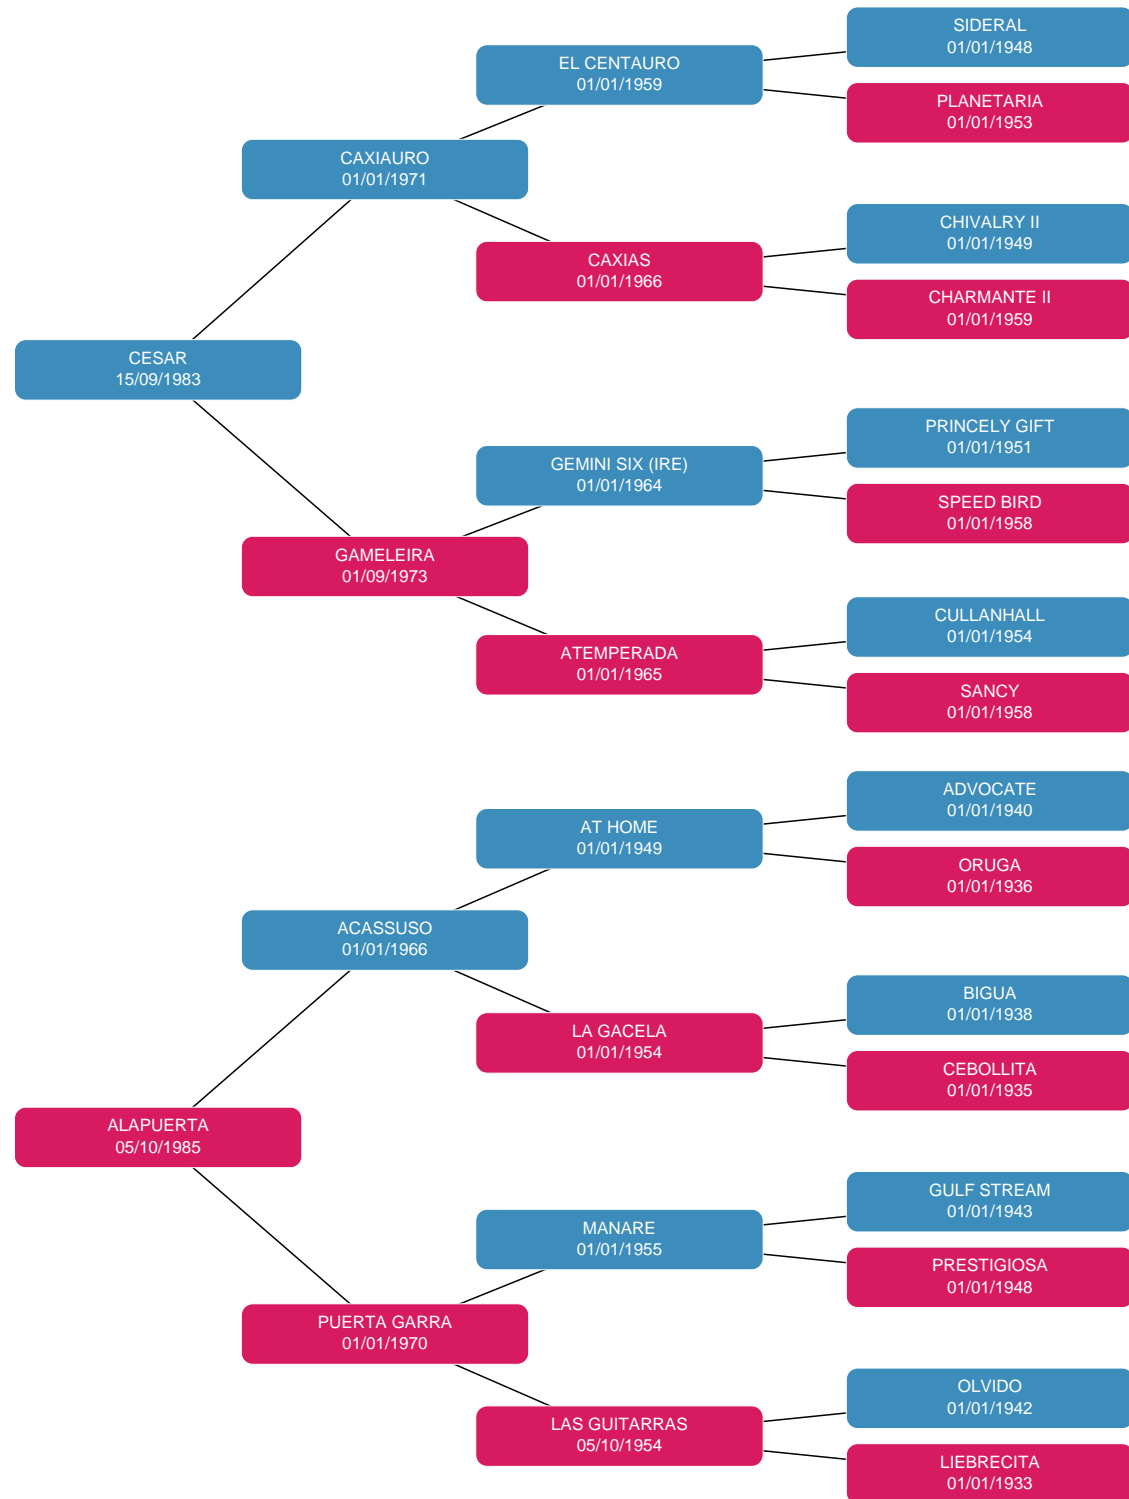 SIDERAL
01/01/1948
EL CENTAURO
01/01/1959
PLANETARIA
01/01/1953
CAXIAURO
01/01/1971
CHIVALRY II
01/01/1949
CAXIAS
01/01/1966
CHARMANTE II
01/01/1959
CESAR
15/09/1983
PRINCELY GIFT
01/01/1951
GEMINI SIX (IRE)
01/01/1964
SPEED BIRD
01/01/1958
GAMELEIRA
01/09/1973
CULLANHALL
01/01/1954
ATEMPERADA
01/01/1965
SANCY
01/01/1958
ADVOCATE
01/01/1940
AT HOME
01/01/1949
ORUGA
01/01/1936
ACASSUSO
01/01/1966
BIGUA
01/01/1938
LA GACELA
01/01/1954
CEBOLLITA
01/01/1935
ALAPUERTA
05/10/1985
GULF STREAM
01/01/1943
MANARE
01/01/1955
PRESTIGIOSA
01/01/1948
PUERTA GARRA
01/01/1970
OLVIDO
01/01/1942
LAS GUITARRAS
05/10/1954
LIEBRECITA
01/01/1933